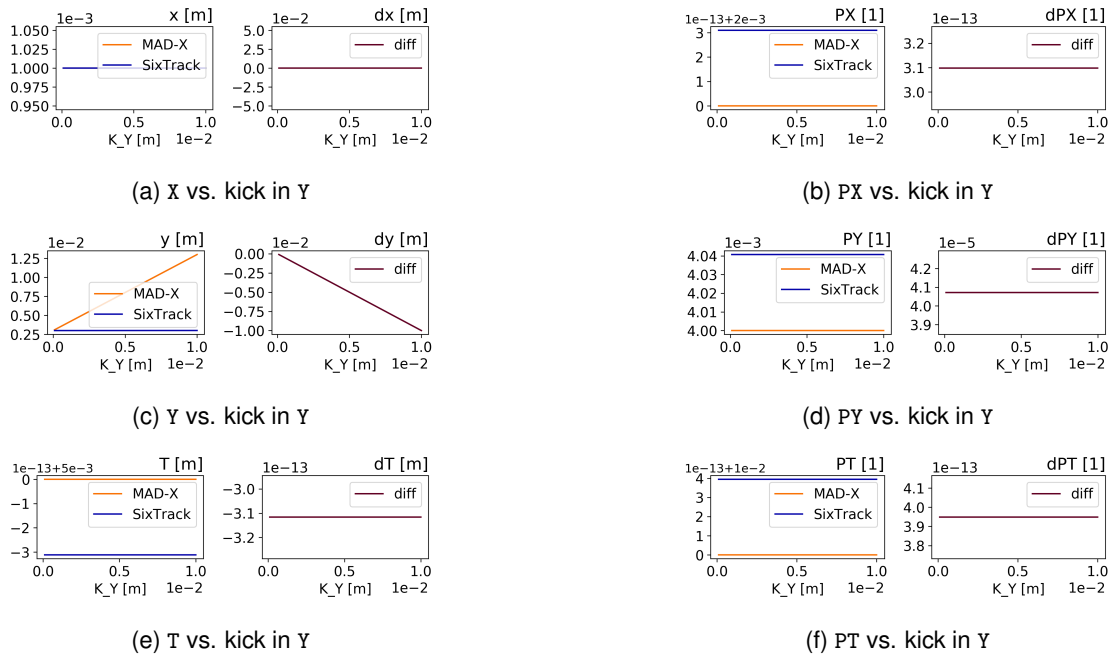 1e-3 x [m]
1.050
1.025
1.000
0.975
0.950
MAD-X
SixTrack
0.0 0.5 1.0
K_Y [m] 1e-2
1e-2 dx [m]
5.0
2.5
0.0
−2.5
−5.0
diff
0.0 0.5 1.0
K_Y [m] 1e-2
(a) X vs. kick in Y
1e-13+2e-3 PX [1]
3
2
1
0
MAD-X
SixTrack
0.0 0.5 1.0
K_Y [m] 1e-2
1e-13 dPX [1]
3.2
3.1
3.0
diff
0.0 0.5 1.0
K_Y [m] 1e-2
(b) PX vs. kick in Y
1e-2 y [m]
1.25
1.00
0.75
0.50
0.25
MAD-X
SixTrack
0.0 0.5 1.0
K_Y [m] 1e-2
1e-2 dy [m]
0.00
−0.25
−0.50
−0.75
−1.00
diff
0.0 0.5 1.0
K_Y [m] 1e-2
(c) Y vs. kick in Y
1e-3 PY [1]
4.04
4.03
4.02
4.01
4.00
MAD-X
SixTrack
0.0 0.5 1.0
K_Y [m] 1e-2
1e-5 dPY [1]
4.2
4.1
4.0
3.9
diff
0.0 0.5 1.0
K_Y [m] 1e-2
(d) PY vs. kick in Y
1e-13+5e-3 T [m]
0
−1
−2
−3
MAD-X
SixTrack
0.0 0.5 1.0
K_Y [m] 1e-2
1e-13 dT [m]
−3.0
−3.1
−3.2
diff
0.0 0.5 1.0
K_Y [m] 1e-2
(e) T vs. kick in Y
1e-13+1e-2 PT [1]
4
3
2
1
0
MAD-X
SixTrack
0.0 0.5 1.0
K_Y [m] 1e-2
1e-13 dPT [1]
4.1
4.0
3.9
3.8
diff
0.0 0.5 1.0
K_Y [m] 1e-2
(f) PT vs. kick in Y